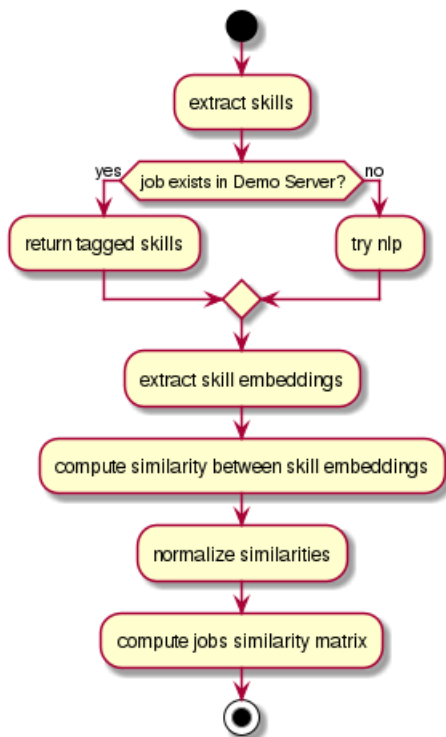 extract skills
yes
job exists in Demo Server?
no
return tagged skills
try nlp
extract skill embeddings
compute similarity between skill embeddings
normalize similarities
compute jobs similarity matrix